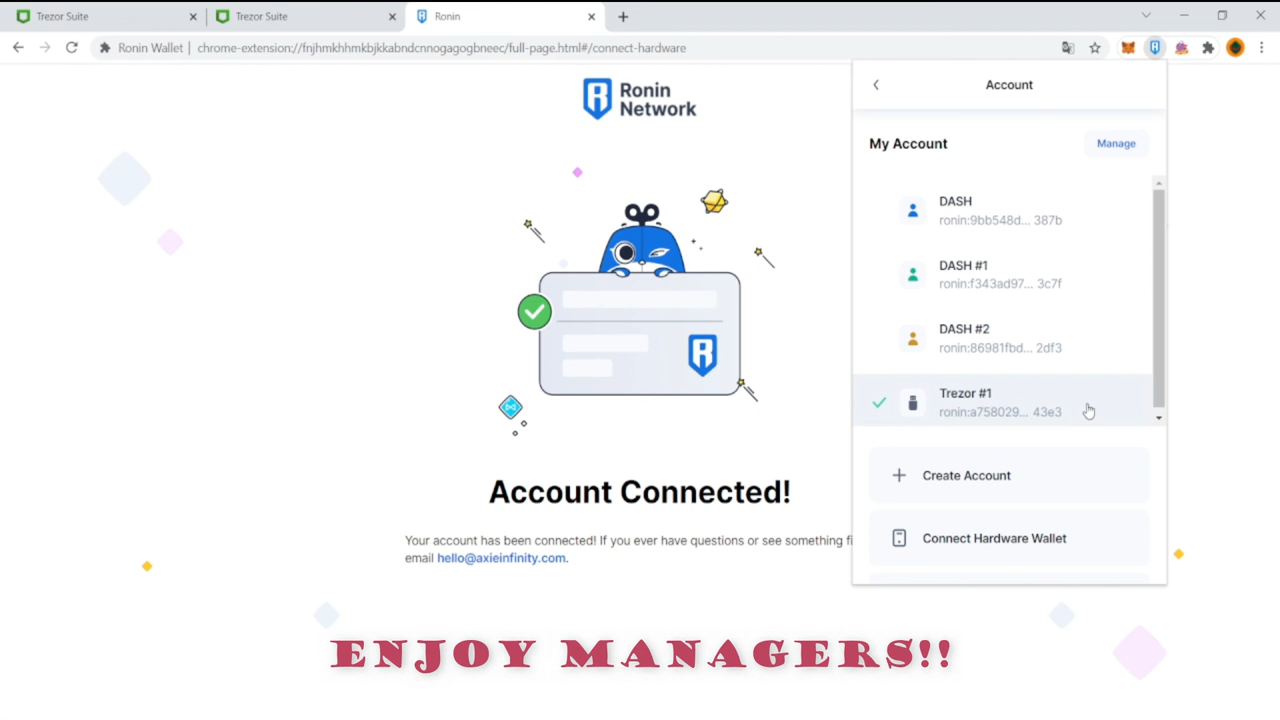 Trezor Suite
Trezor Suite
Ronin
Ronin Wallet
chrome-extension://fnjhmkhhmkbjkkabndcnnogagogbneec/full-page.html#/connect-hardware
Ronin
Network
Account Connected!
Your account has been connected! If you ever have questions or see something fi
email hello@axieinfinity.com.
Account
My Account
Manage
DASH
ronin:9bb548d... 387b
DASH #1
ronin:f343ad97... 3c7f
DASH #2
ronin:86981fbd... 2df3
Trezor #1
ronin:a758029... 43e3
Create Account
Connect Hardware Wallet
ENJOY MANAGERS!!